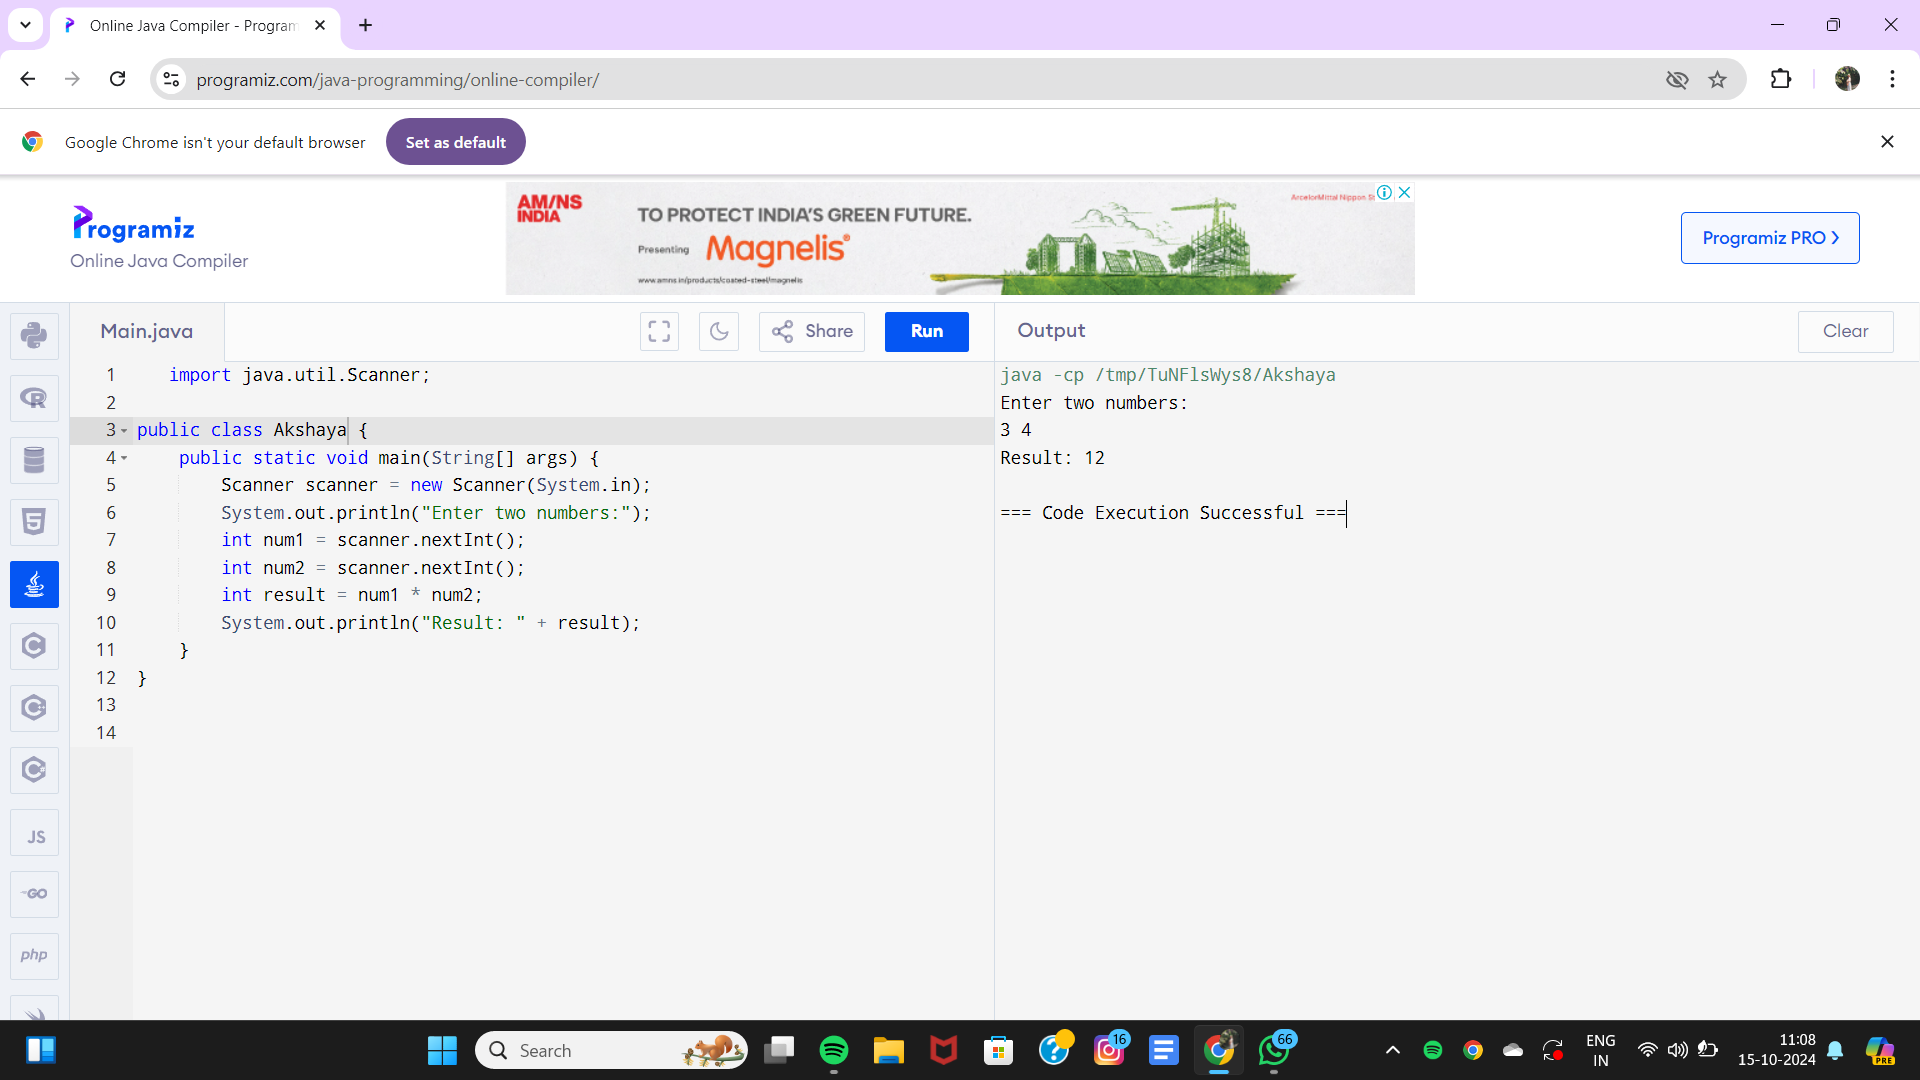 Online Java Compiler - Program
programiz.com/java-programming/online-compiler/
Google Chrome isn't your default browser
Set as default
Programiz
Online Java Compiler
AM/NS
INDIA
TO PROTECT INDIA'S GREEN FUTURE.
Presenting Magnelis®
www.amns.in/products/coated-steel/magnelis
ArcelorMittal Nippon St
Programiz PRO
Main.java
Share
Run
Output
Clear
1 import java.util.Scanner;
2
3 public class Akshaya {
4 public static void main(String[] args) {
5 Scanner scanner = new Scanner(System.in);
6 System.out.println("Enter two numbers:");
7 int num1 = scanner.nextInt();
8 int num2 = scanner.nextInt();
9 int result = num1 * num2;
10 System.out.println("Result: " + result);
11 }
12 }
13
14
java -cp /tmp/TuNFlsWys8/Akshaya
Enter two numbers:
3 4
Result: 12
=== Code Execution Successful ===
R
5
C
C+
C
JS
GO
php
Search
16
66
ENG
IN
11:08
15-10-2024
PRE